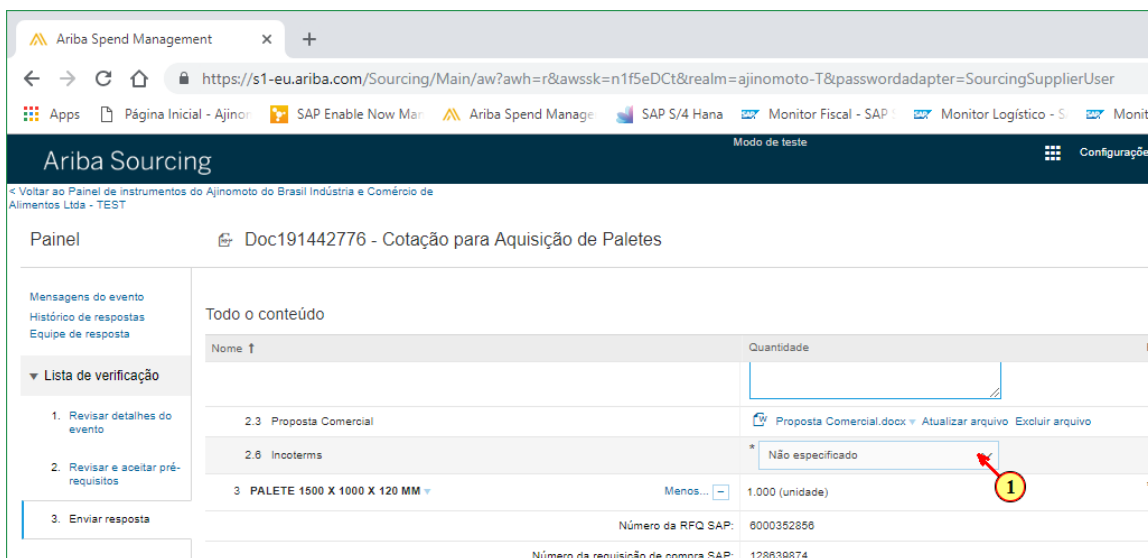 Ariba Spend Management
https://s1-eu.ariba.com/Sourcing/Main/aw?awh=r&awssk=n1f5eDCt&realm=ajinomoto-T&passwordadapter=SourcingSupplierUser
Apps Página Inicial - Ajinor SAP Enable Now Mar Ariba Spend Manage SAP S/4 Hana Monitor Fiscal - SAP S Monitor Logístico - S Monit
Modo de teste
Ariba Sourcing Configuraçõe
< Voltar ao Painel de instrumentos do Ajinomoto do Brasil Indústria e Comércio de
Alimentos Ltda - TEST
Painel Doc191442776 - Cotação para Aquisição de Paletes
Mensagens do evento
Histórico de respostas
Equipe de resposta
Lista de verificação
1. Revisar detalhes do
evento
2. Revisar e aceitar pré-
requisitos
3. Enviar resposta
Todo o conteúdo
Nome ↑ Quantidade
2.3 Proposta Comercial Proposta Comercial.docx Atualizar arquivo Excluir arquivo
2.6 Incoterms * Não especificado
1
3 PALETE 1500 X 1000 X 120 MM Menos... 1.000 (unidade)
Número da RFQ SAP: 6000352856
Número da requisição de compra SAP: 128639874